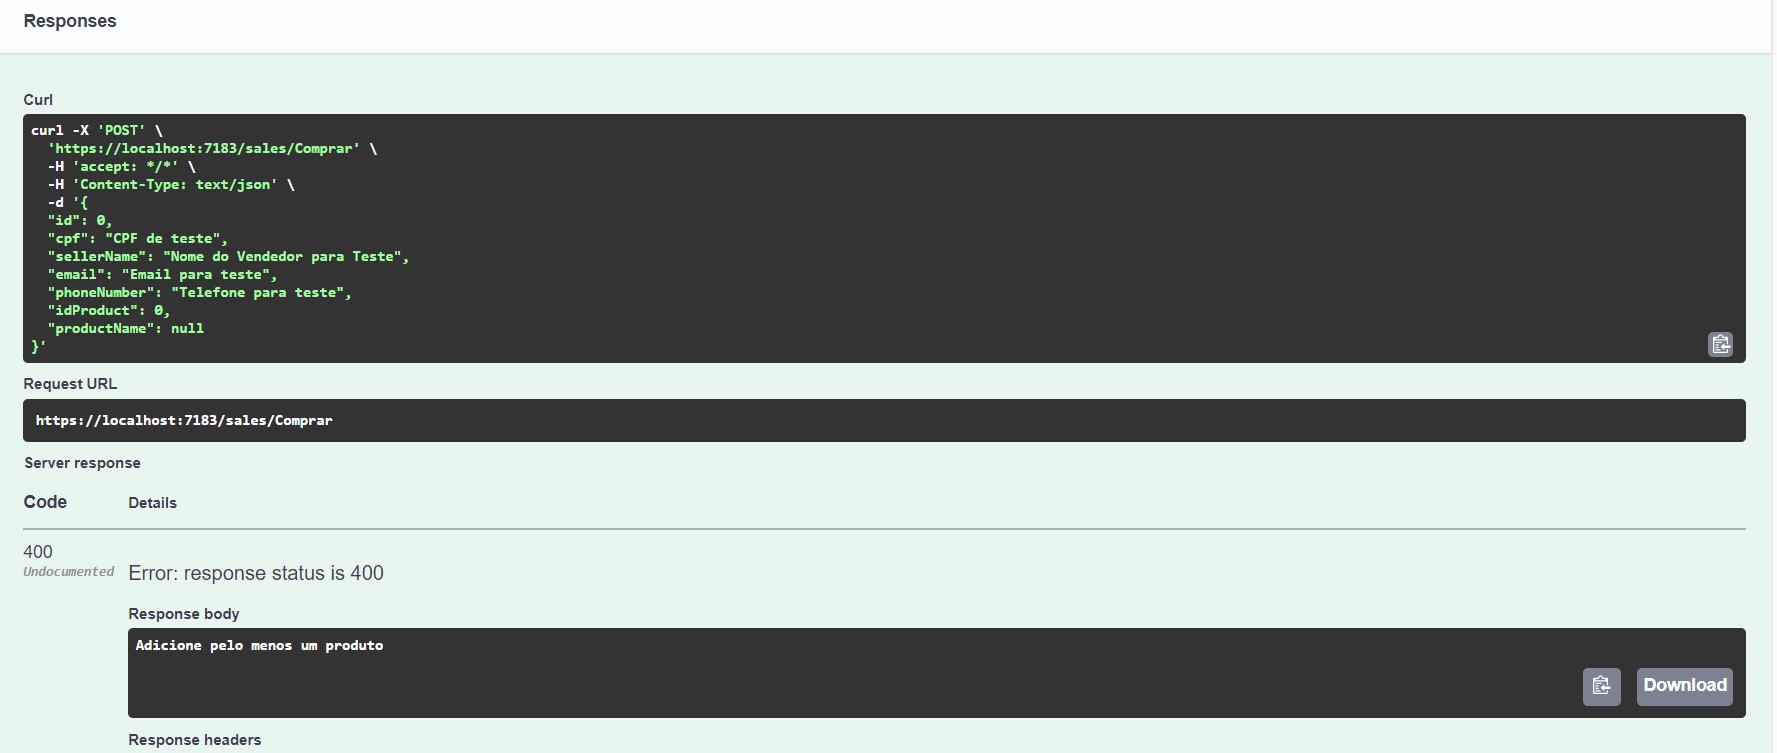 Responses
Curl
curl -X 'POST' \
'https://localhost:7183/sales/Comprar' \
-H 'accept: */*' \
-H 'Content-Type: text/json' \
-d '{
"id": 0,
"cpf": "CPF de teste",
"sellerName": "Nome do Vendedor para Teste",
"email": "Email para teste",
"phoneNumber": "Telefone para teste",
"idProduct": 0,
"productName": null
}'
Request URL
https://localhost:7183/sales/Comprar
Server response
Code Details
400
Undocumented
Error: response status is 400
Response body
Adicione pelo menos um produto
Download
Response headers